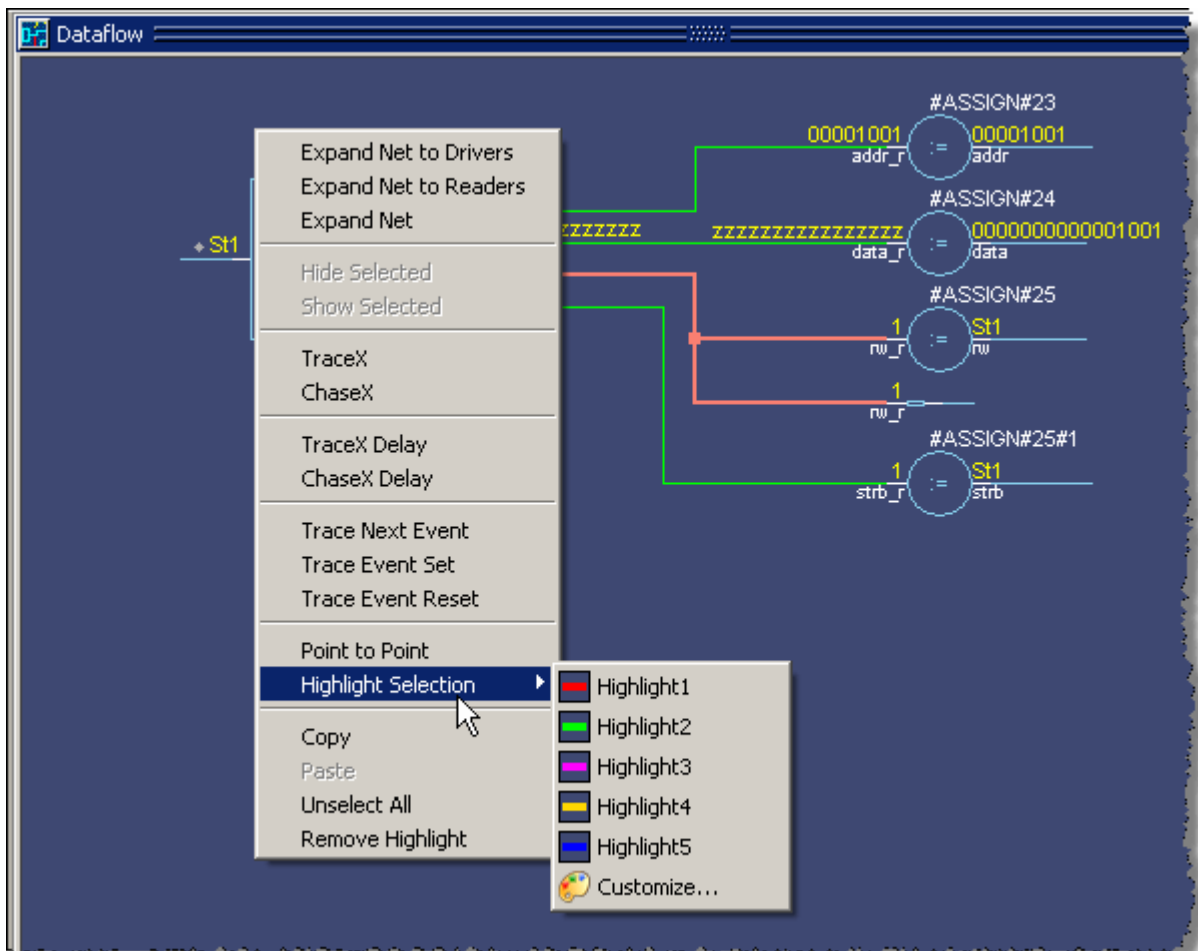 Dataflow
Expand Net to Drivers
Expand Net to Readers
Expand Net
Hide Selected
Show Selected
TraceX
ChaseX
TraceX Delay
ChaseX Delay
Trace Next Event
Trace Event Set
Trace Event Reset
Point to Point
Highlight Selection
Copy
Paste
Unselect All
Remove Highlight
Highlight1
Highlight2
Highlight3
Highlight4
Highlight5
Customize...
St1
zzzzzzz
#ASSIGN#23
00001001 := 00001001
addr_r addr
#ASSIGN#24
zzzzzzzzzzzzzzzz := 0000000000001001
data_r data
#ASSIGN#25
1 := St1
rw_r rw
1
rw_r
#ASSIGN#25#1
1 := St1
strb_r strb